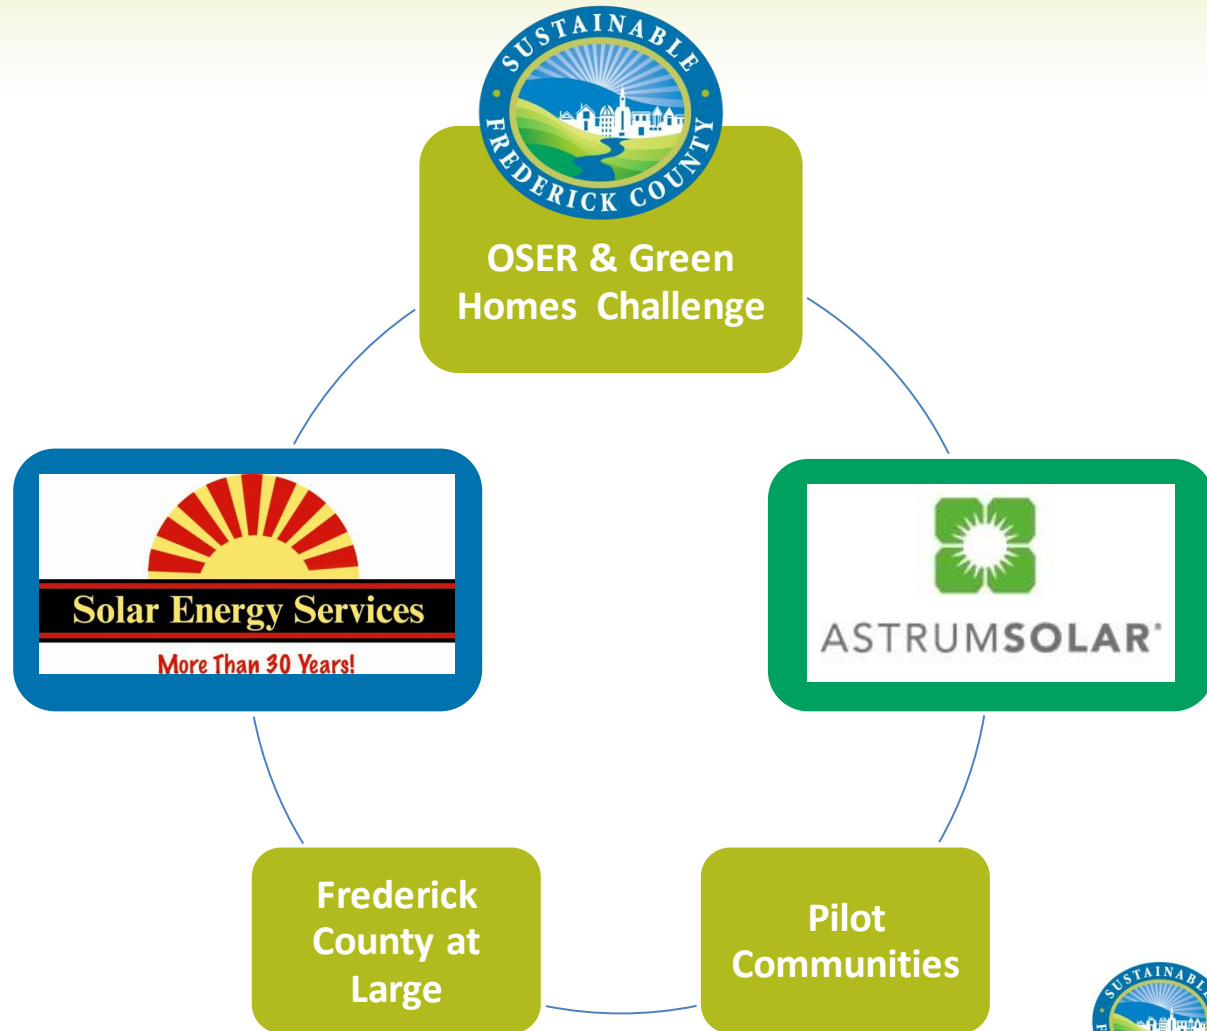 SUSTAINABLE
FREDERICK COUNTY
OSER & Green
Homes Challenge
Solar Energy Services
More Than 30 Years!
ASTRUMSOLAR
Frederick
County at
Large
Pilot
Communities
SUSTAINABLE